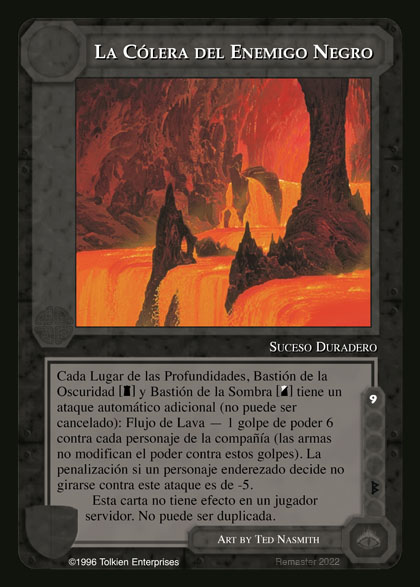 La Cólera del Enemigo Negro
Suceso Duradero
Cada Lugar de las Profundidades, Bastión de la
Oscuridad [] y Bastión de la Sombra [] tiene un
ataque automático adicional (no puede ser
cancelado): Flujo de Lava — 1 golpe de poder 6
contra cada personaje de la compañía (las armas
no modifican el poder contra estos golpes). La
penalización si un personaje enderezado decide no
girarse contra este ataque es de -5.
Esta carta no tiene efecto en un jugador
servidor. No puede ser duplicada.
9
Art by Ted Nasmith
©1996 Tolkien Enterprises
Remaster 2022